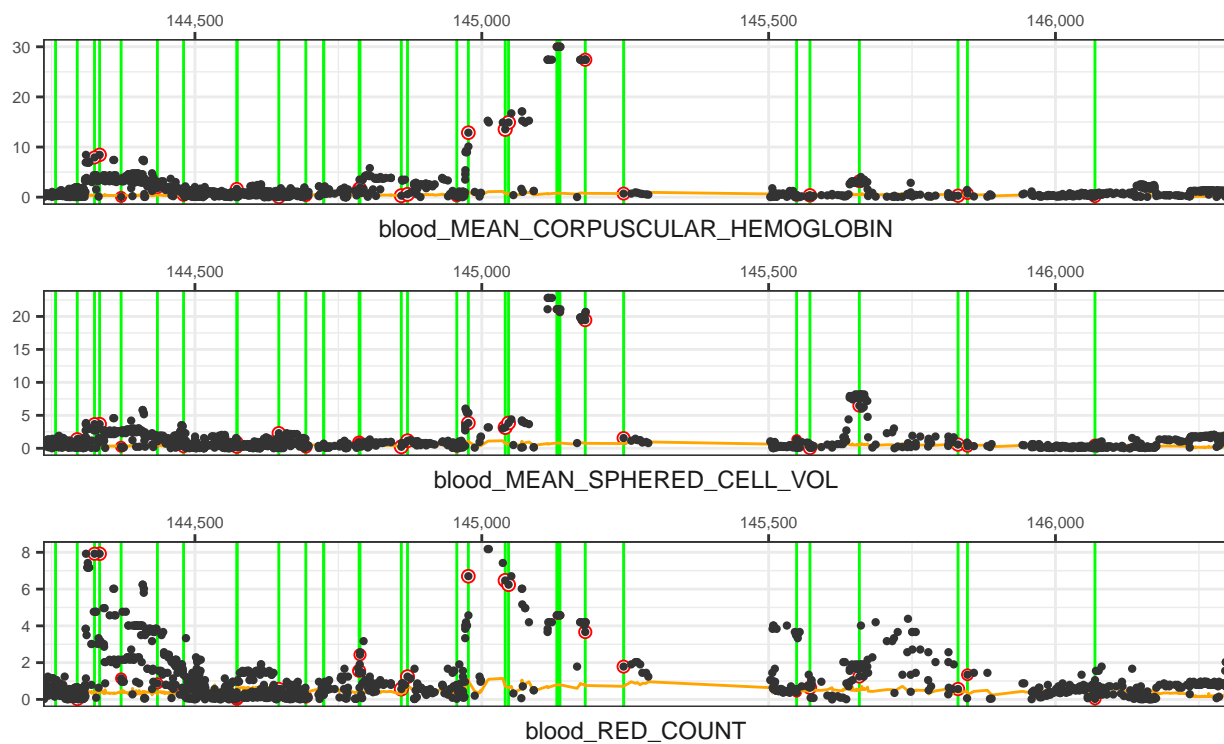 144,500 145,000 145,500 146,000
30
20
10
0
blood_MEAN_CORPUSCULAR_HEMOGLOBIN
144,500 145,000 145,500 146,000
20
15
10
5
0
blood_MEAN_SPHERED_CELL_VOL
144,500 145,000 145,500 146,000
8
6
4
2
0
blood_RED_COUNT